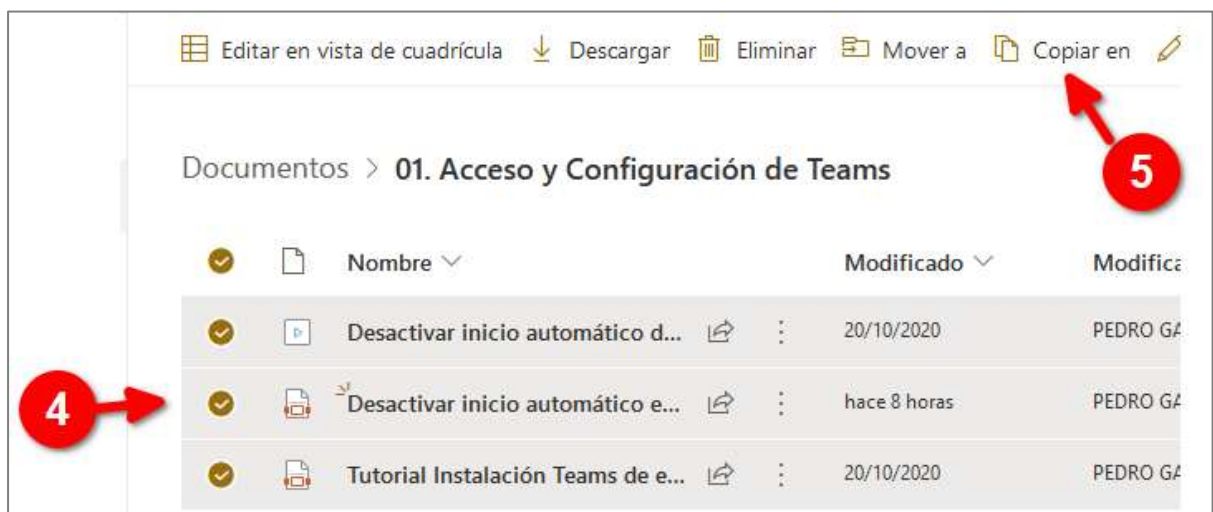 Editar en vista de cuadrícula Descargar Eliminar Mover a Copiar en
5
Documentos > 01. Acceso y Configuración de Teams
Nombre Modificado Modifica
Desactivar inicio automático d... 20/10/2020 PEDRO GA
4
Desactivar inicio automático e... hace 8 horas PEDRO GA
Tutorial Instalación Teams de e... 20/10/2020 PEDRO GA